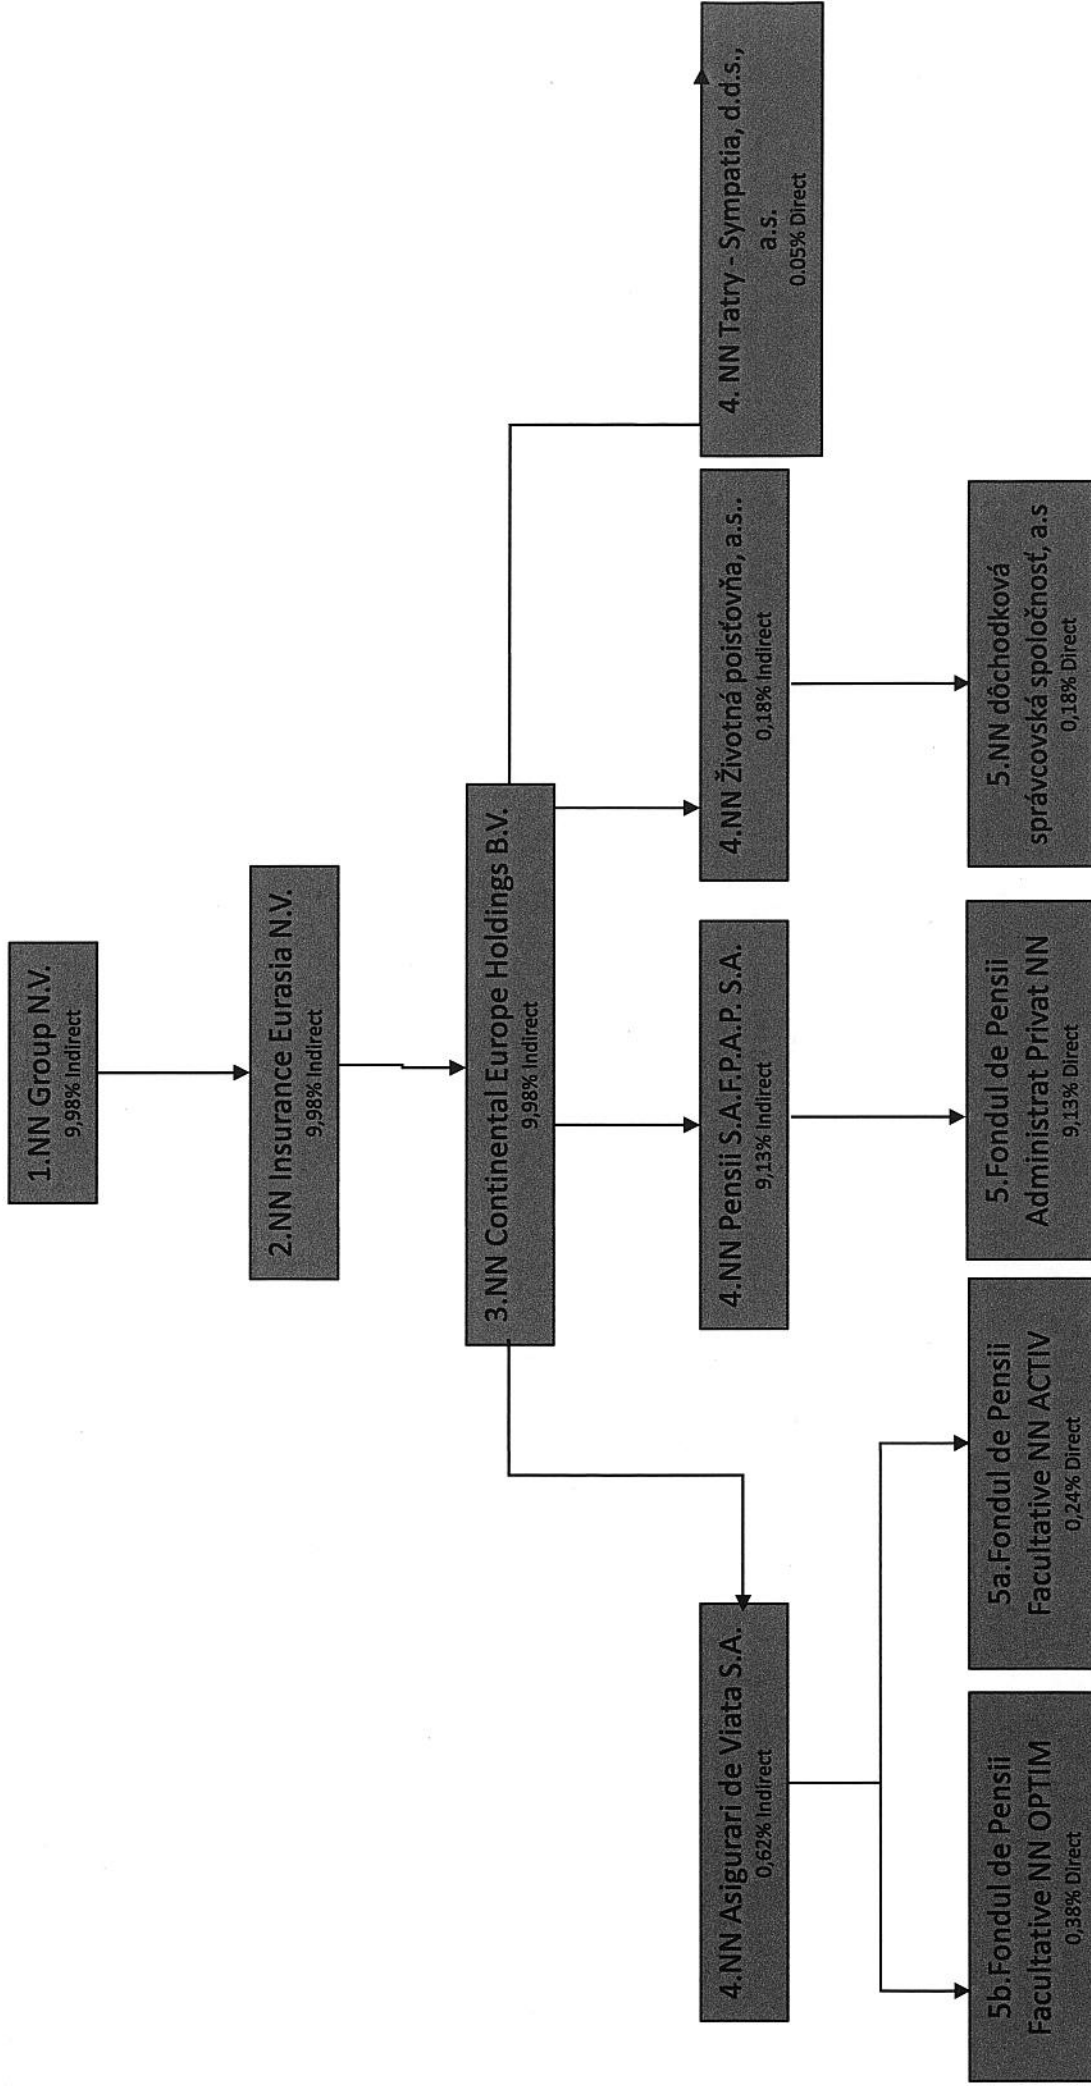 1.NN Group N.V.
9,98% Indirect
2.NN Insurance Eurasia N.V.
9,98% Indirect
3.NN Continental Europe Holdings B.V.
9,98% Indirect
4.NN Asigurari de Viata S.A.
0,62% Indirect
4.NN Pensii S.A.F.P.A.P. S.A.
9,13% Indirect
4.NN Životná poisťovňa, a.s..
0,18% Indirect
4. NN Tatry - Sympatia, d.d.s.,
a.s.
0.05% Direct
5b.Fondul de Pensii
Facultative NN OPTIM
0,38% Direct
5a.Fondul de Pensii
Facultative NN ACTIV
0,24% Direct
5.Fondul de Pensii
Administrat Privat NN
9,13% Direct
5.NN dôchodková
správcovská spoločnosť, a.s
0,18% Direct